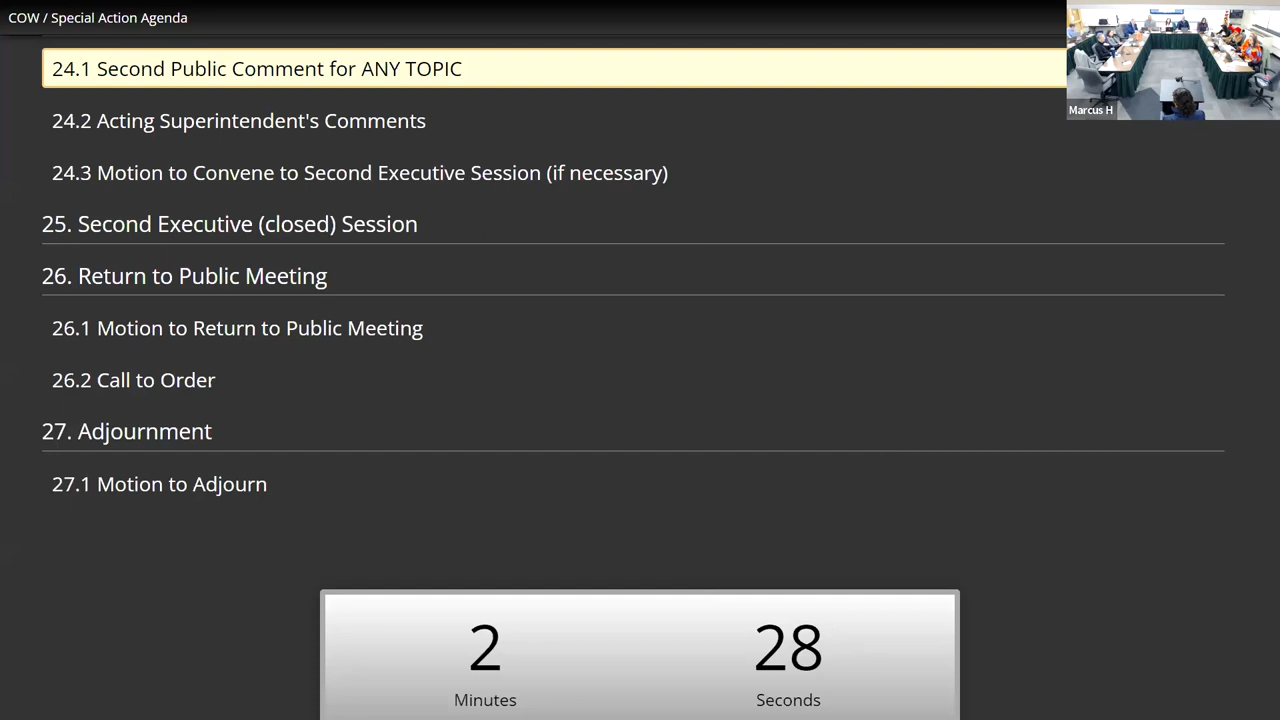 COW / Special Action Agenda
24.1 Second Public Comment for ANY TOPIC
24.2 Acting Superintendent's Comments
24.3 Motion to Convene to Second Executive Session (if necessary)
25. Second Executive (closed) Session
26. Return to Public Meeting
26.1 Motion to Return to Public Meeting
26.2 Call to Order
27. Adjournment
27.1 Motion to Adjourn
2
28
Minutes
Seconds
Marcus H